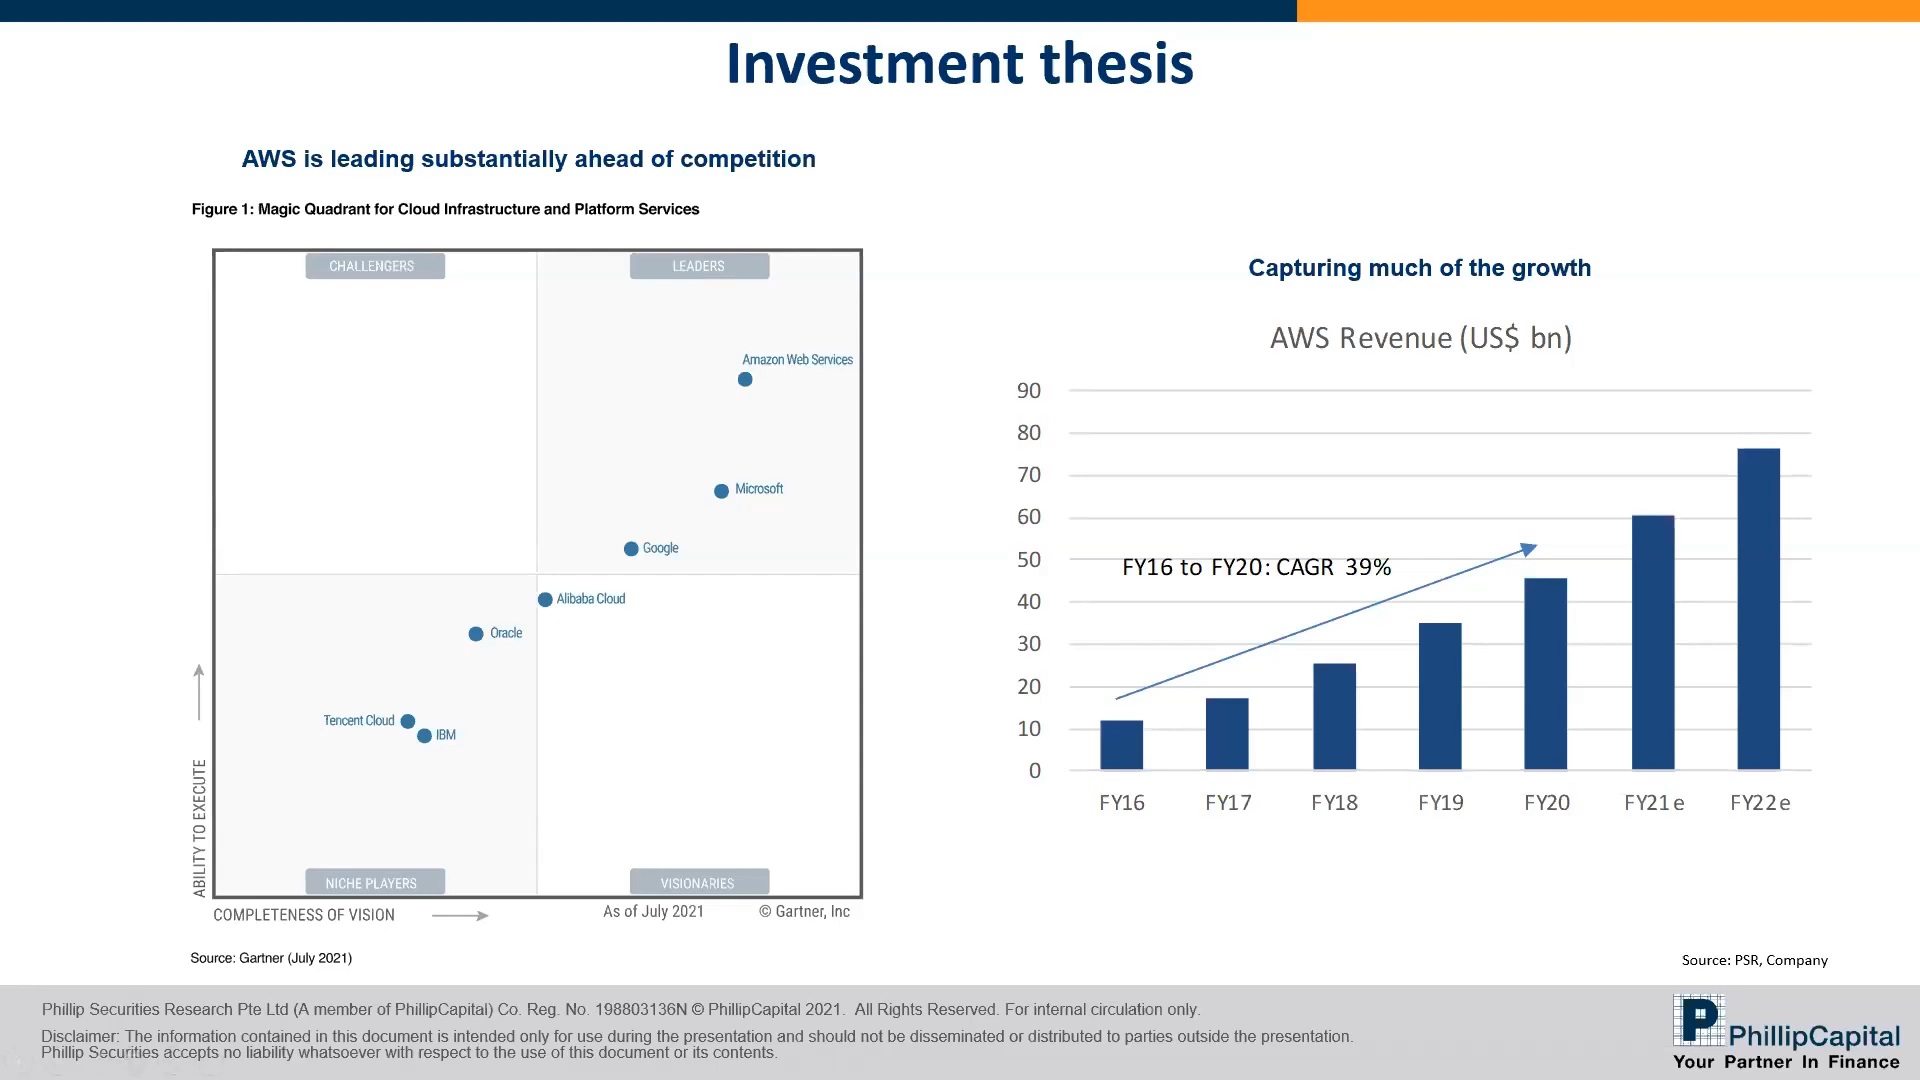 Investment thesis
AWS is leading substantially ahead of competition
Figure 1: Magic Quadrant for Cloud Infrastructure and Platform Services
CHALLENGERS
LEADERS
Amazon Web Services
Microsoft
Google
Alibaba Cloud
Oracle
Tencent Cloud
IBM
NICHE PLAYERS
VISIONARIES
ABILITY TO EXECUTE
COMPLETENESS OF VISION
As of July 2021
© Gartner, Inc
Source: Gartner (July 2021)
Capturing much of the growth
AWS Revenue (US$ bn)
90
80
70
60
50
40
30
20
10
0
FY16 to FY20: CAGR 39%
FY16
FY17
FY18
FY19
FY20
FY21e
FY22e
Source: PSR, Company
Phillip Securities Research Pte Ltd (A member of PhillipCapital) Co. Reg. No. 198803136N © PhillipCapital 2021. All Rights Reserved. For internal circulation only.
Disclaimer: The information contained in this document is intended only for use during the presentation and should not be disseminated or distributed to parties outside the presentation.
Phillip Securities accepts no liability whatsoever with respect to the use of this document or its contents.
P
PhillipCapital
Your Partner In Finance